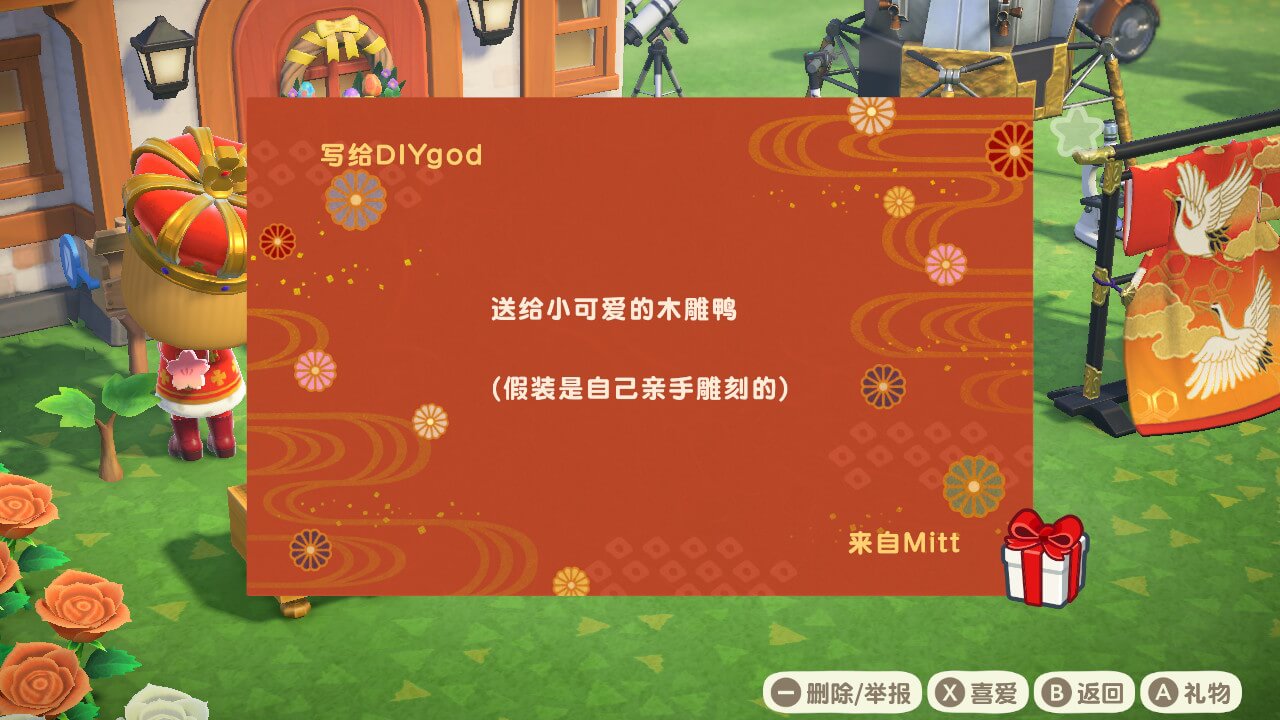 写给DIYgod
送给小可爱的木雕鸭
(假装是自己亲手雕刻的)
来自Mitt
删除/举报
X 喜爱
B 返回
A 礼物